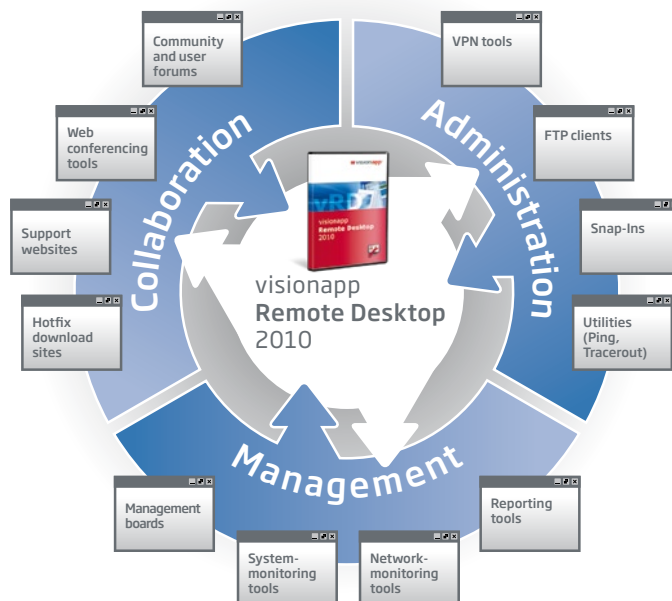 Community
and user
forums
VPN tools
Web
conferencing
tools
FTP clients
Support
websites
Snap-Ins
Hotfix
download
sites
Utilities
(Ping,
Tracerout)
Collaboration
Administration
Management
visionapp
vRD
visionapp
Remote Desktop
2010
visionapp
Remote Desktop
2010
Management
boards
System-
monitoring
tools
Network-
monitoring
tools
Reporting
tools